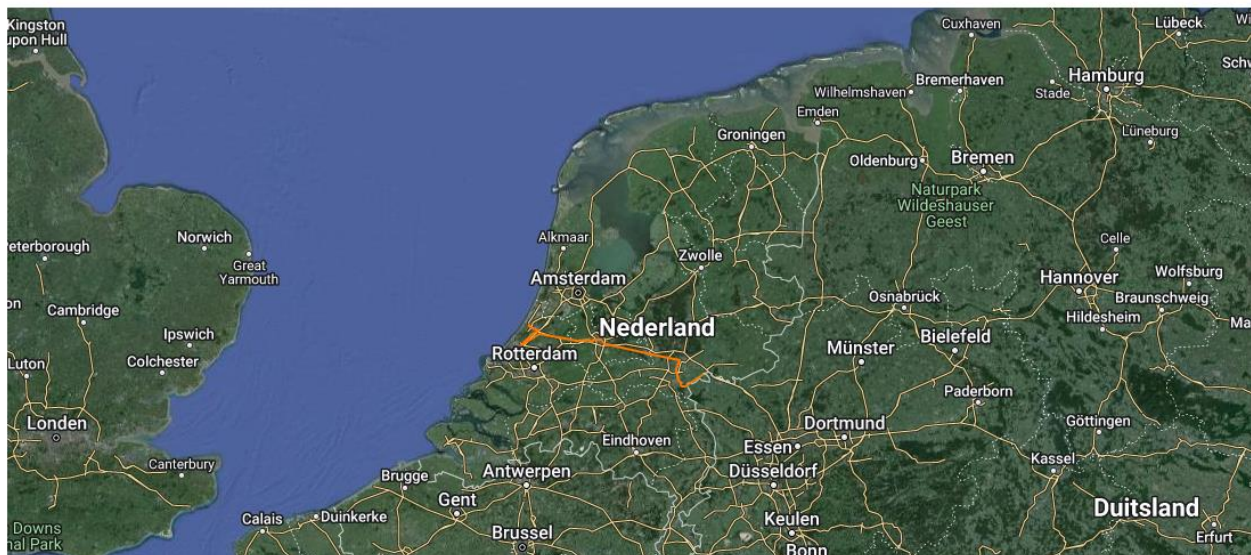 Kingston
upon Hull
Cuxhaven
Lübeck
Hamburg
Bremerhaven
Wilhelmshaven
Stade
Emden
Groningen
Lüneburg
Oldenburg
Bremen
Naturpark
Wildeshauser
Geest
Norwich
Peterborough
Great
Yarmouth
Alkmaar
Zwolle
Celle
Amsterdam
Hannover
Wolfsburg
Cambridge
Osnabrück
Braunschweig
Nederland
Hildesheim
Ipswich
Bielefeld
Colchester
Luton
Rotterdam
Münster
Paderborn
Londen
Dortmund
Göttingen
Eindhoven
Essen
Canterbury
Antwerpen
Düsseldorf
Kassel
Brugge
Gent
Duitsland
Calais
Duinkerke
Keulen
Downs
Brussel
Erfurt
Bonn